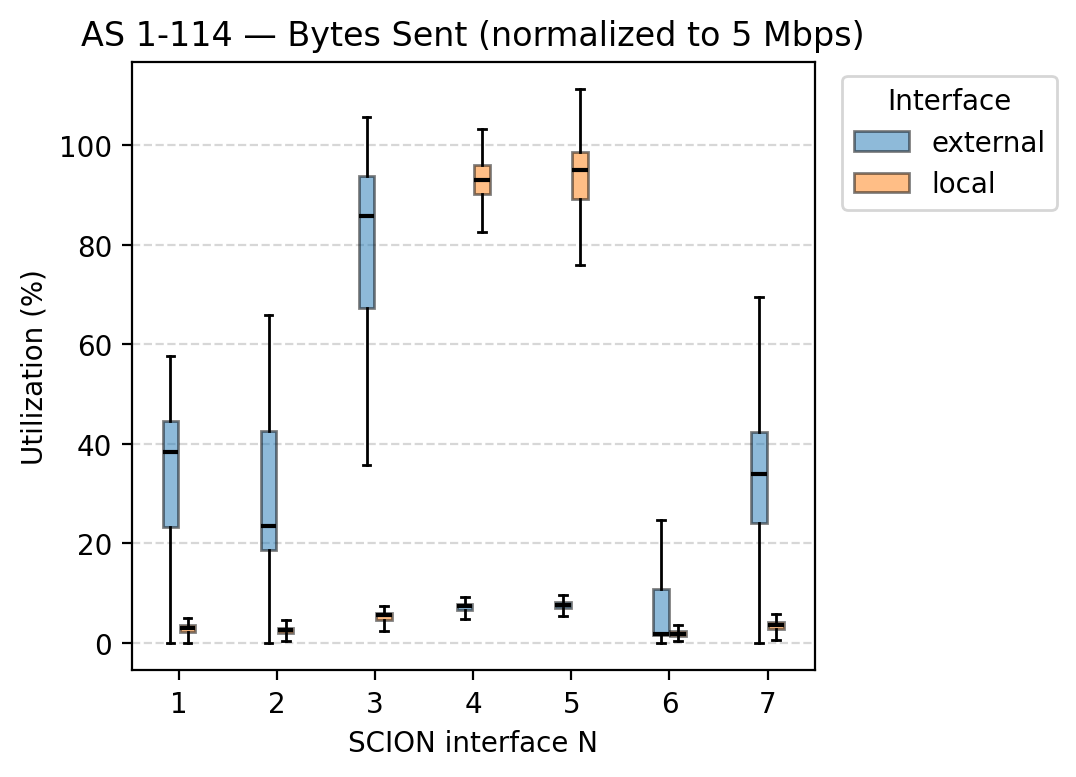 AS 1-114 — Bytes Sent (normalized to 5 Mbps)
Interface
external
local
Utilization (%)
100
80
60
40
20
0
1 2 3 4 5 6 7
SCION interface N